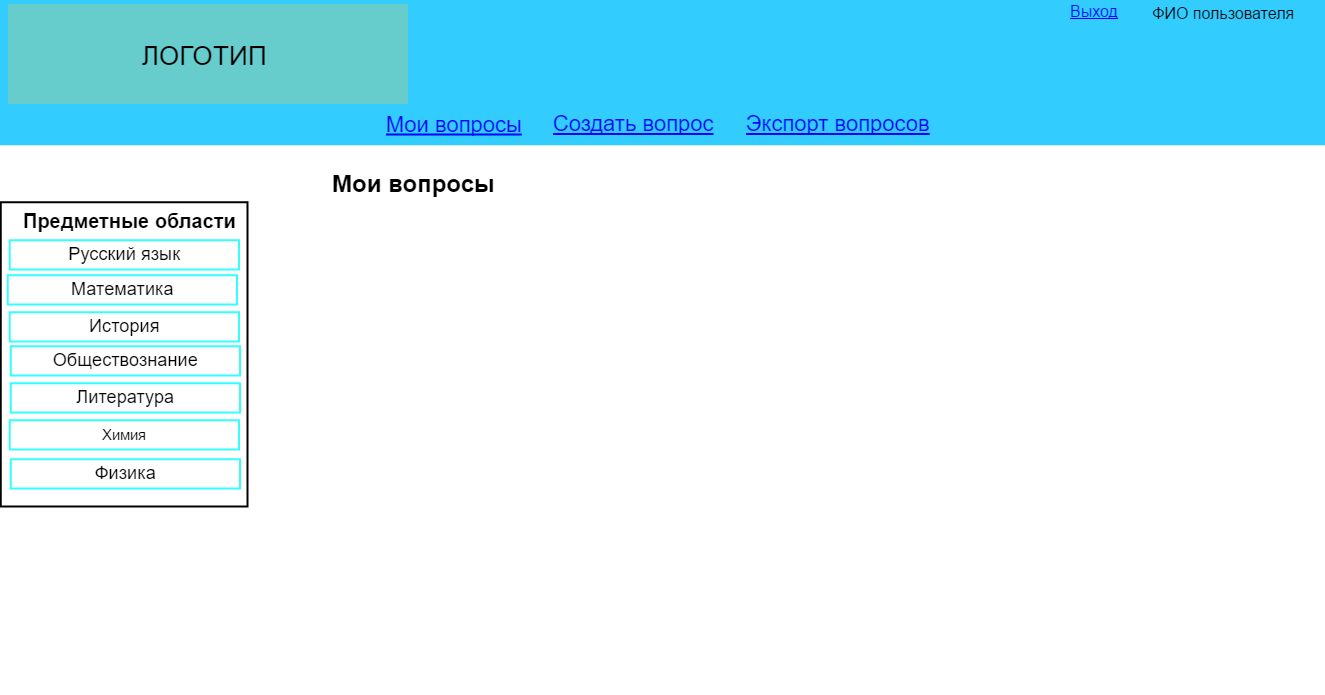 Выход ФИО пользователя
ЛОГОТИП
Мои вопросы Создать вопрос Экспорт вопросов
Мои вопросы
Предметные области
Русский язык
Математика
История
Обществознание
Литература
Химия
Физика